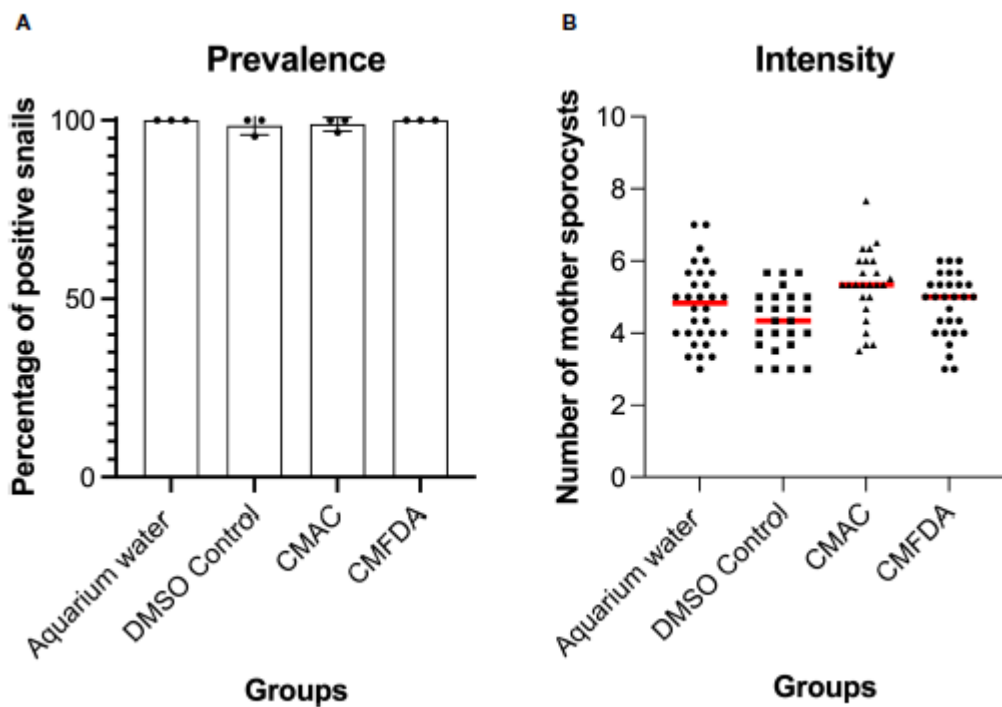 A
Prevalence
Percentage of positive snails
100
50
0
Aquarium water
DMSO Control
CMAC
CMFDA
Groups
B
Intensity
Number of mother sporocysts
10
8
6
4
2
0
Aquarium water
DMSO Control
CMAC
CMFDA
Groups